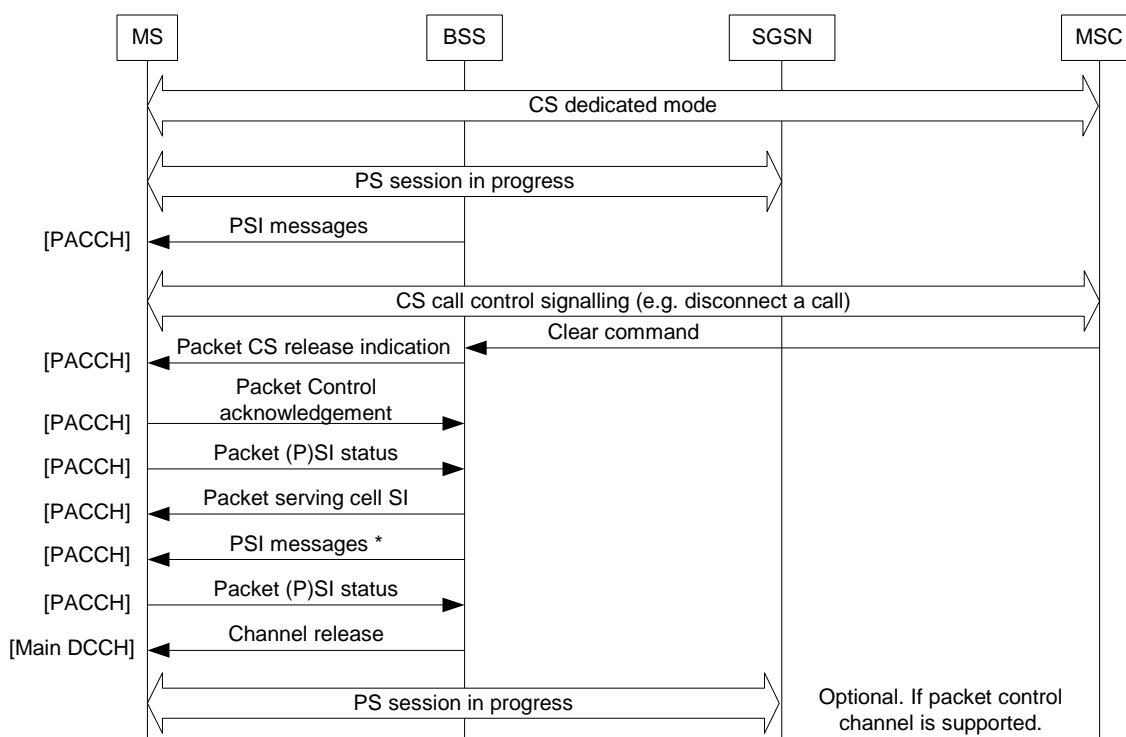 MS
BSS
SGSN
MSC
CS dedicated mode
PS session in progress
PSI messages
[PACCH]
CS call control signalling (e.g. disconnect a call)
Clear command
Packet CS release indication
[PACCH]
Packet Control
acknowledgement
[PACCH]
Packet (P)SI status
[PACCH]
Packet serving cell SI
[PACCH]
PSI messages *
[PACCH]
Packet (P)SI status
[PACCH]
Channel release
[Main DCCH]
PS session in progress
Optional. If packet control
channel is supported.